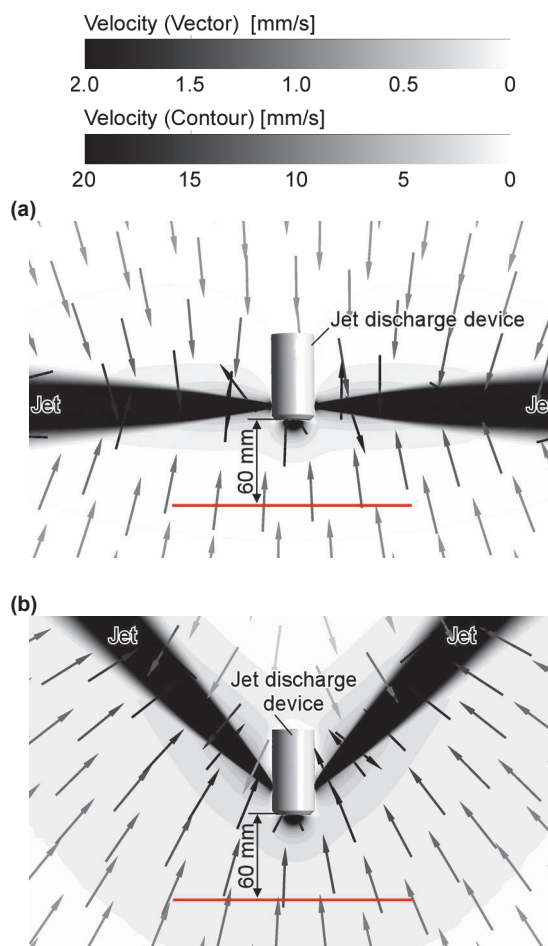 Velocity (Vector) [mm/s]
2.0 1.5 1.0 0.5 0
Velocity (Contour) [mm/s]
20 15 10 5 0
(a)
Jet discharge device
Jet Jet
60 mm
(b)
Jet Jet
Jet discharge
device
60 mm